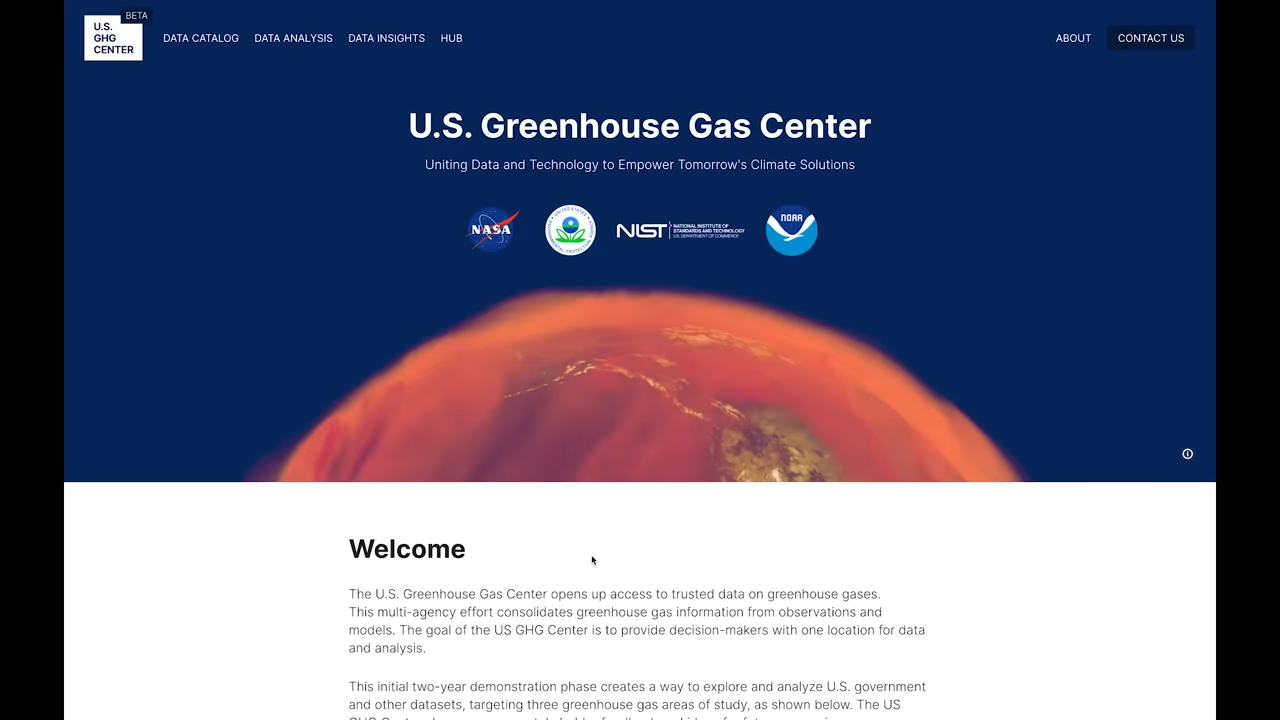 BETA
U.S.
GHG
CENTER
DATA CATALOG DATA ANALYSIS DATA INSIGHTS HUB
ABOUT CONTACT US
U.S. Greenhouse Gas Center
Uniting Data and Technology to Empower Tomorrow's Climate Solutions
NASA
NIST
NATIONAL INSTITUTE OF
STANDARDS AND TECHNOLOGY
U.S. DEPARTMENT OF COMMERCE
NOAA
Welcome
The U.S. Greenhouse Gas Center opens up access to trusted data on greenhouse gases.
This multi-agency effort consolidates greenhouse gas information from observations and
models. The goal of the US GHG Center is to provide decision-makers with one location for data
and analysis.
This initial two-year demonstration phase creates a way to explore and analyze U.S. government
and other datasets, targeting three greenhouse gas areas of study, as shown below. The US